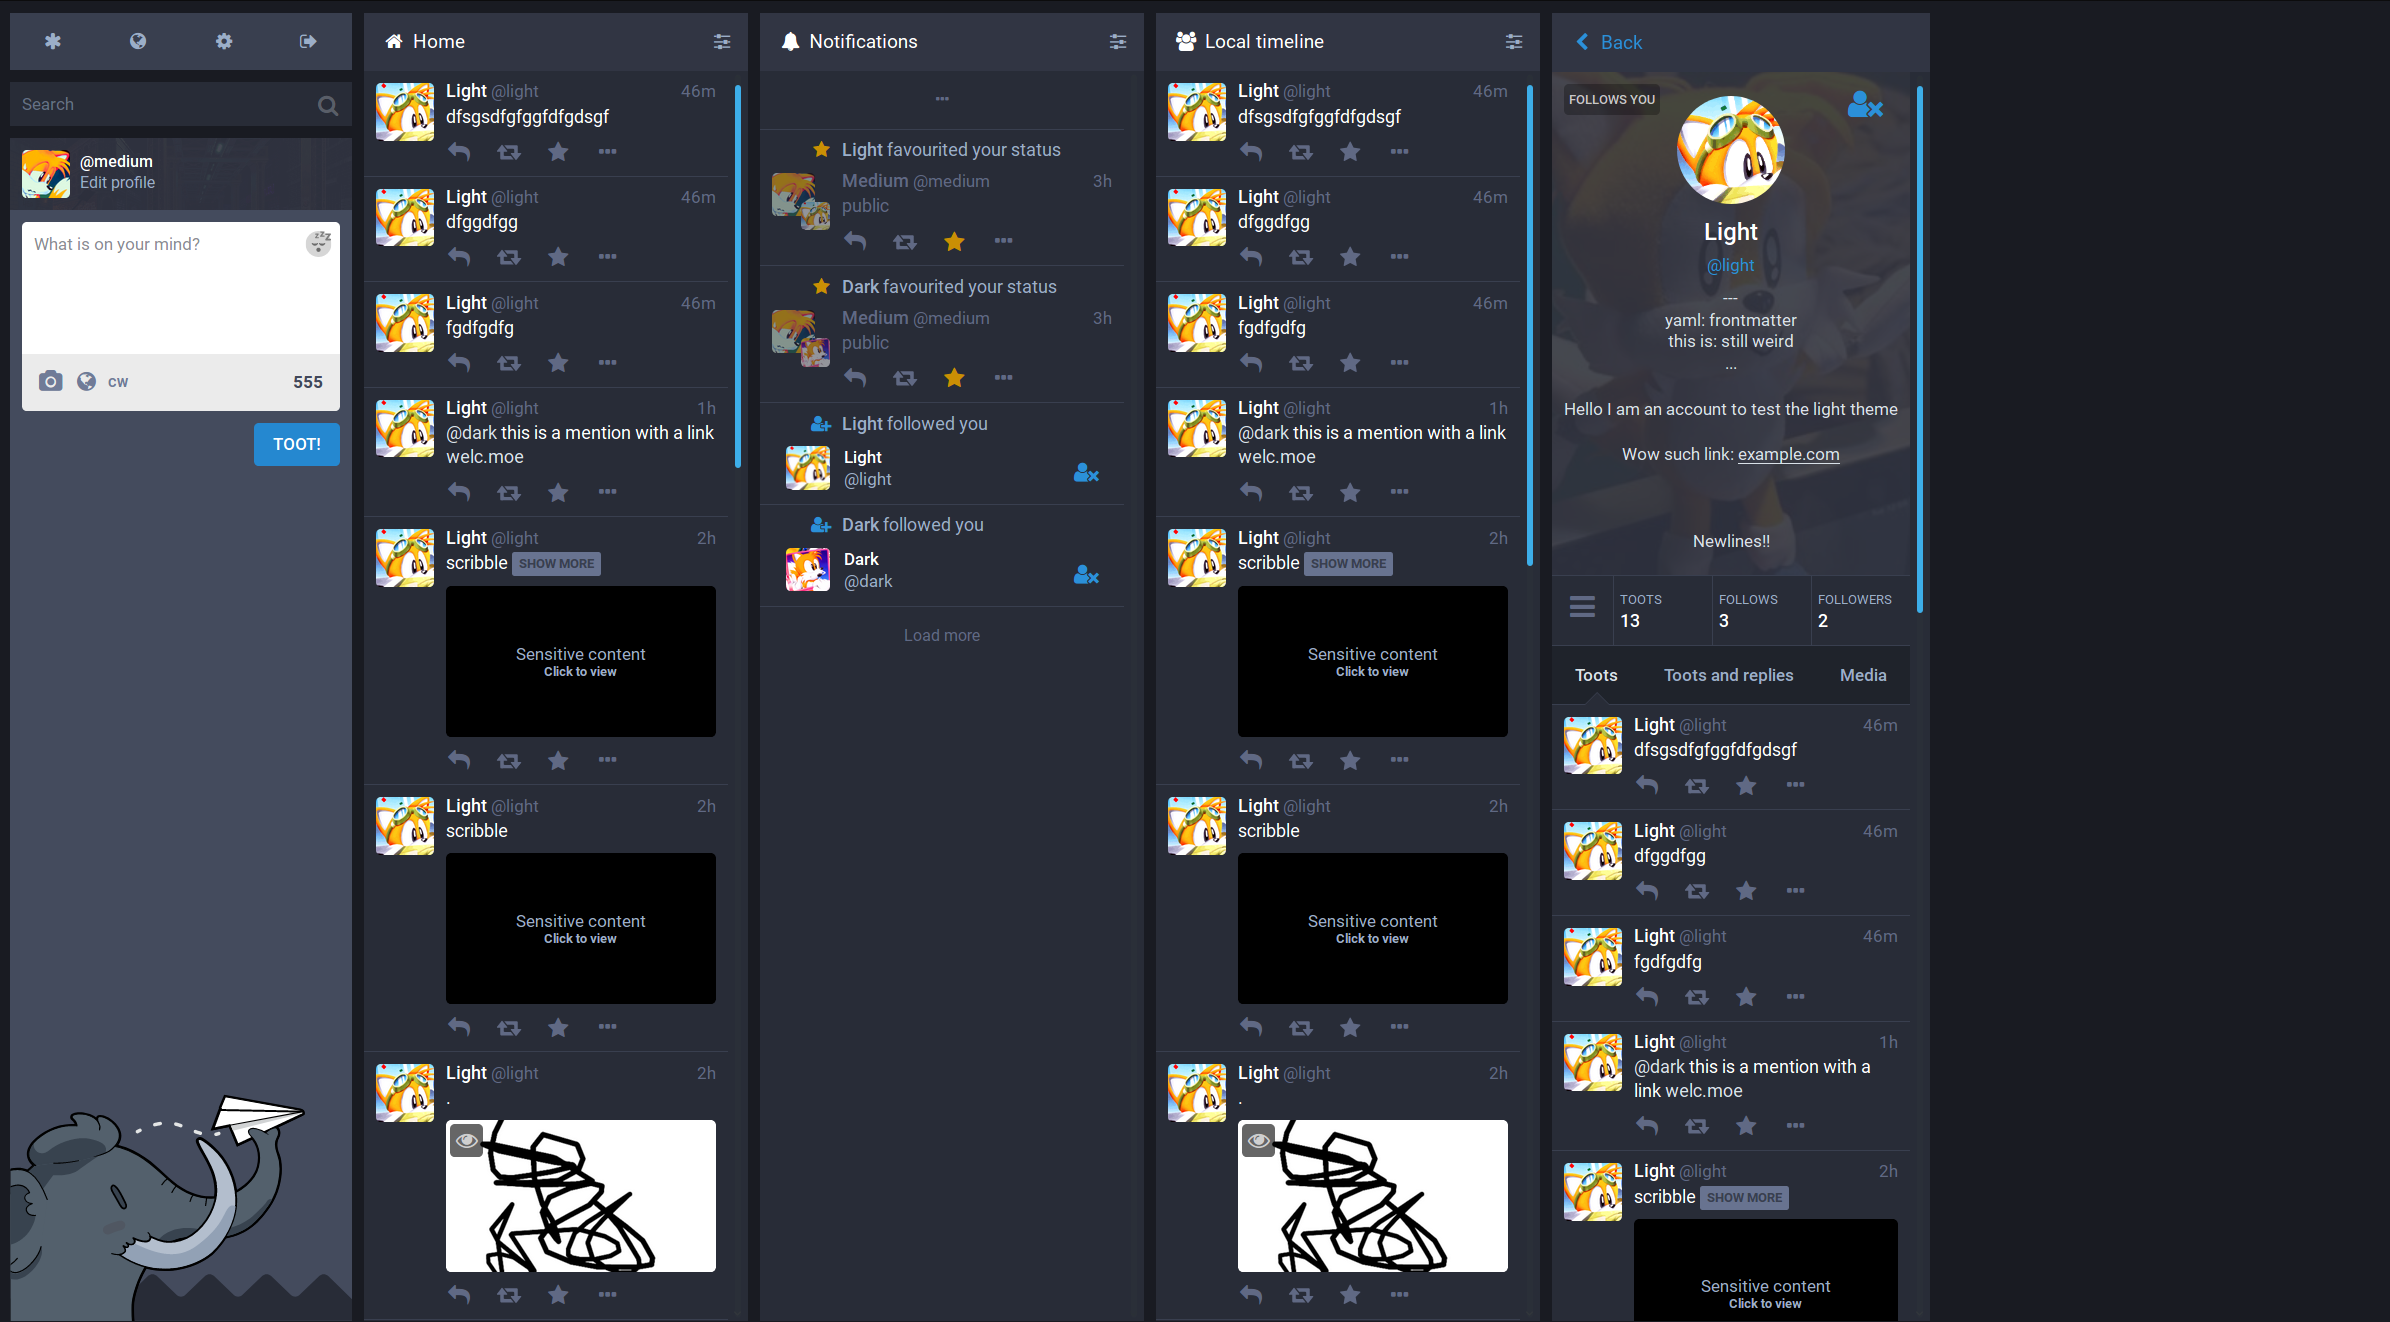 Search
@medium
Edit profile
What is on your mind?
CW
555
TOOT!
Home
Light @light 46m
dfsgsdfgfggfdfgdsgf
Light @light 46m
dfggdfgg
Light @light 46m
fgdfgdfg
Light @light 1h
@dark this is a mention with a link
welc.moe
Light @light 2h
scribble SHOW MORE
Sensitive content
Click to view
Light @light 2h
scribble
Sensitive content
Click to view
Light @light 2h
.
Notifications
Light favourited your status
Medium @medium 3h
public
Dark favourited your status
Medium @medium 3h
public
Light followed you
Light
@light
Dark followed you
Dark
@dark
Load more
Local timeline
Light @light 46m
dfsgsdfgfggfdfgdsgf
Light @light 46m
dfggdfgg
Light @light 46m
fgdfgdfg
Light @light 1h
@dark this is a mention with a link
welc.moe
Light @light 2h
scribble SHOW MORE
Sensitive content
Click to view
Light @light 2h
scribble
Sensitive content
Click to view
Light @light 2h
.
Back
FOLLOWS YOU
Light
@light
---
yaml: frontmatter
this is: still weird
...
Hello I am an account to test the light theme
Wow such link: example.com
Newlines!!
TOOTS FOLLOWS FOLLOWERS
13 3 2
Toots Toots and replies Media
Light @light 46m
dfsgsdfgfggfdfgdsgf
Light @light 46m
dfggdfgg
Light @light 46m
fgdfgdfg
Light @light 1h
@dark this is a mention with a
link welc.moe
Light @light 2h
scribble SHOW MORE
Sensitive content
Click to view